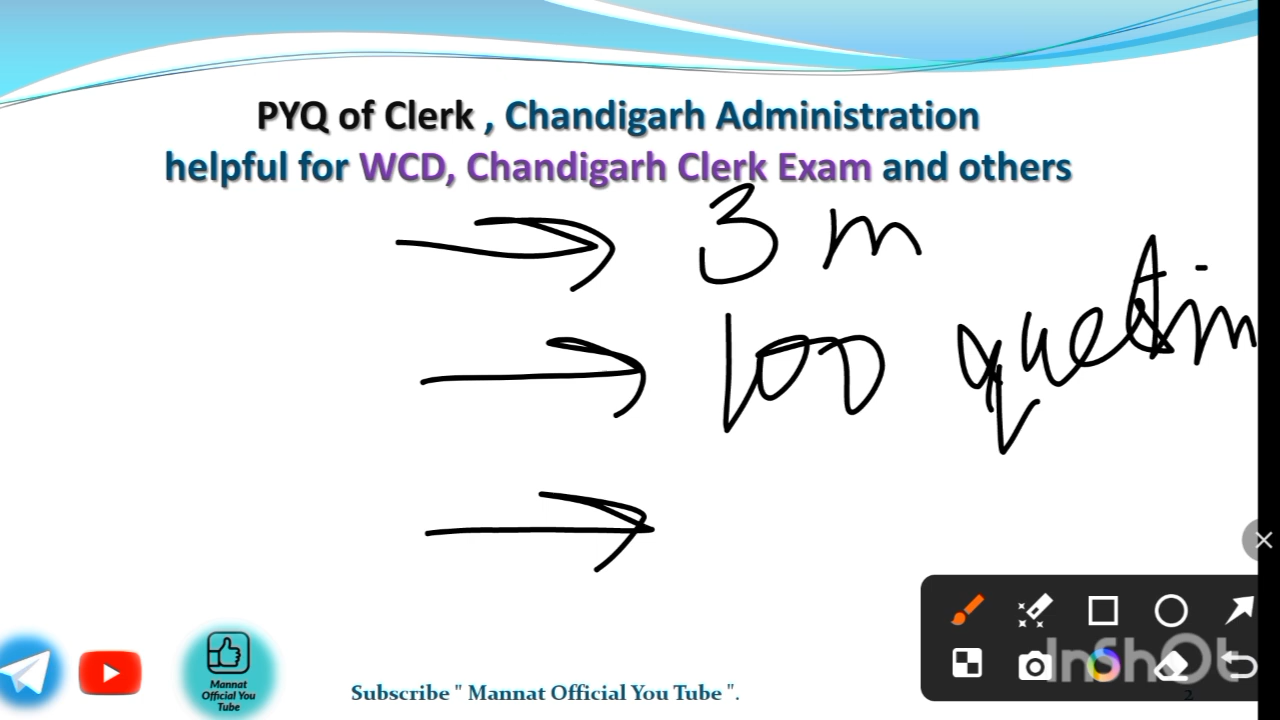 PYQ of Clerk , Chandigarh Administration
helpful for WCD, Chandigarh Clerk Exam and others
3 m
100 question
Mannat
Official You
Tube
Subscribe " Mannat Official You Tube ".
InShOt
2